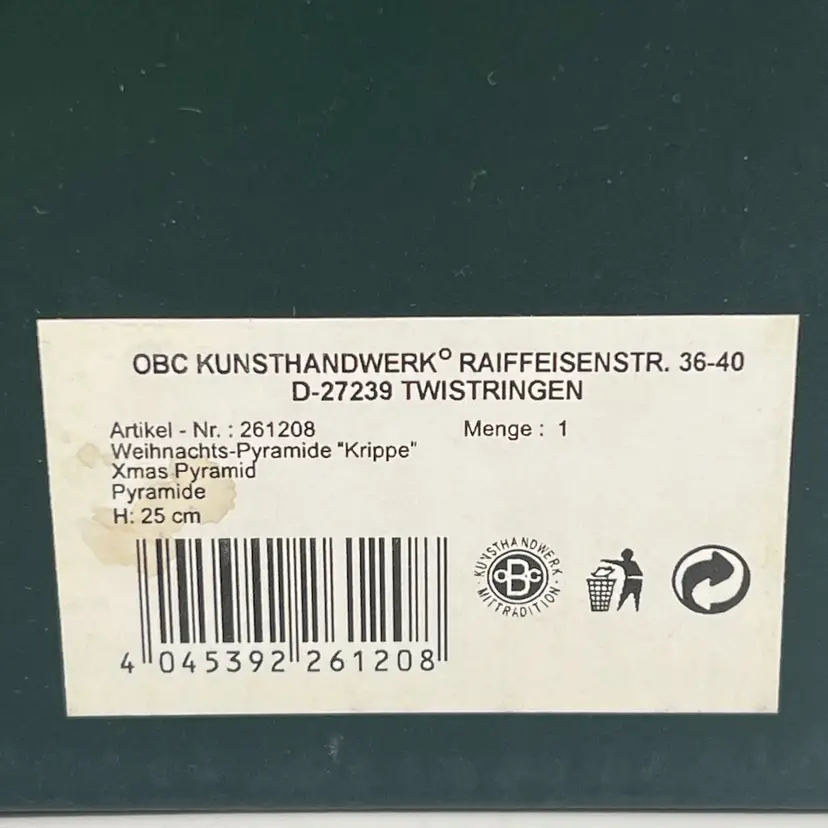 OBC KUNSTHANDWERK° RAIFFEISENSTR. 36-40
D-27239 TWISTRINGEN
Artikel - Nr. : 261208 Menge : 1
Weihnachts-Pyramide "Krippe"
Xmas Pyramid
Pyramide
H: 25 cm
4 045392 261208
KUNSTHANDWERK
OBC
MIT TRADITION